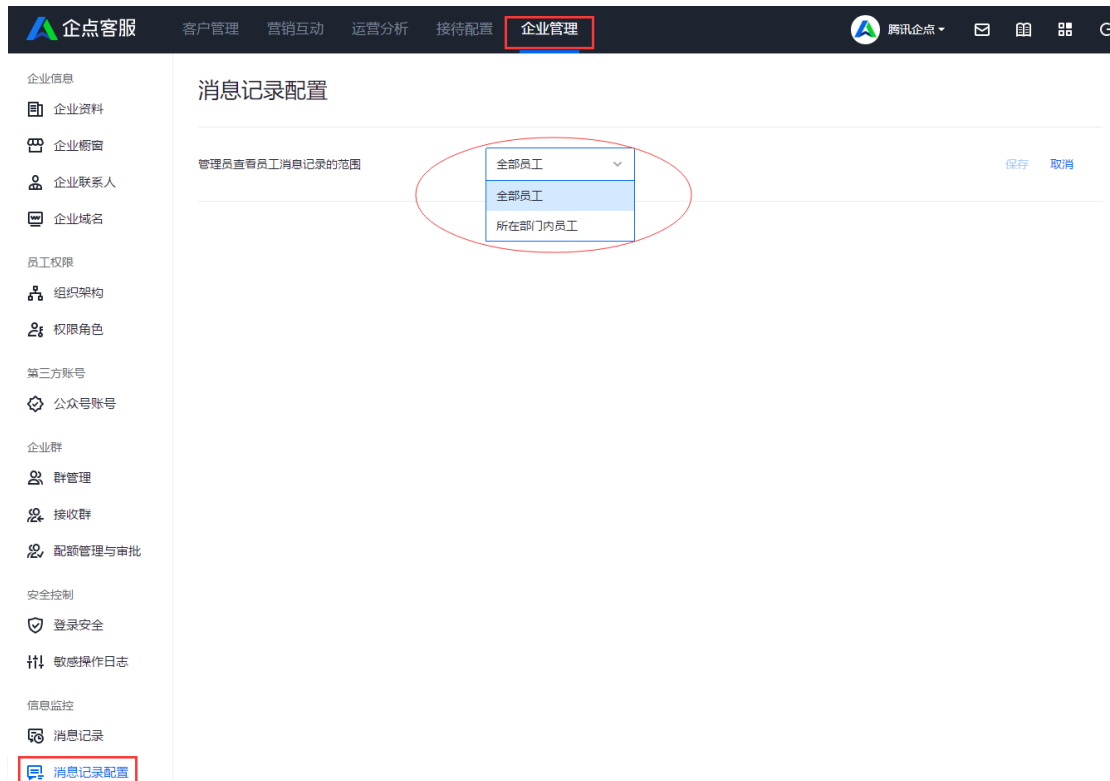 企点客服 客户管理 营销互动 运营分析 接待配置 企业管理 腾讯企点
企业信息
企业资料
企业橱窗
企业联系人
企业域名
员工权限
组织架构
权限角色
第三方账号
公众号账号
企业群
群管理
接收群
配额管理与审批
安全控制
登录安全
敏感操作日志
信息监控
消息记录
消息记录配置
消息记录配置
管理员查看员工消息记录的范围 全部员工 保存 取消
全部员工
所在部门内员工